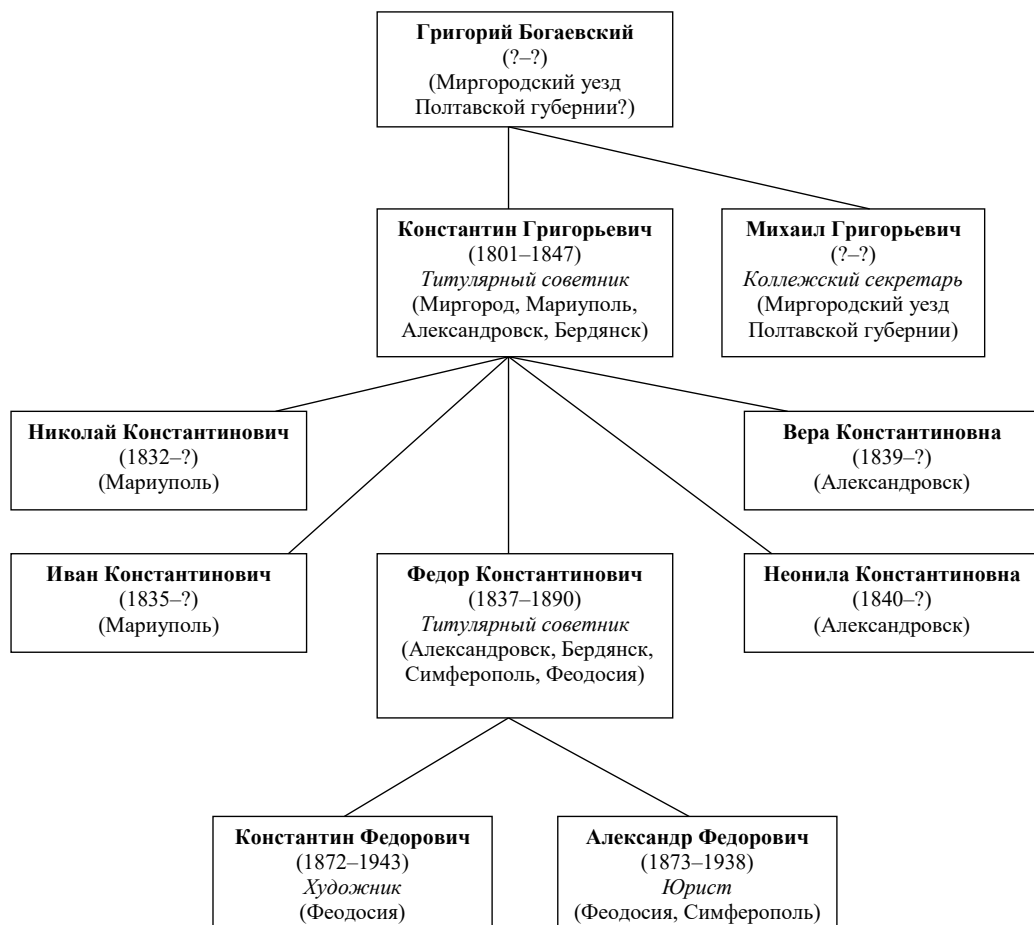 Григорий Богаевский
(?–?)
(Миргородский уезд
Полтавской губернии?)
Константин Григорьевич
(1801–1847)
Титулярный советник
(Миргород, Мариуполь,
Александровск, Бердянск)
Михаил Григорьевич
(?–?)
Коллежский секретарь
(Миргородский уезд
Полтавской губернии)
Николай Константинович
(1832–?)
(Мариуполь)
Вера Константиновна
(1839–?)
(Александровск)
Иван Константинович
(1835–?)
(Мариуполь)
Федор Константинович
(1837–1890)
Титулярный советник
(Александровск, Бердянск,
Симферополь, Феодосия)
Неонила Константиновна
(1840–?)
(Александровск)
Константин Федорович
(1872–1943)
Художник
(Феодосия)
Александр Федорович
(1873–1938)
Юрист
(Феодосия, Симферополь)